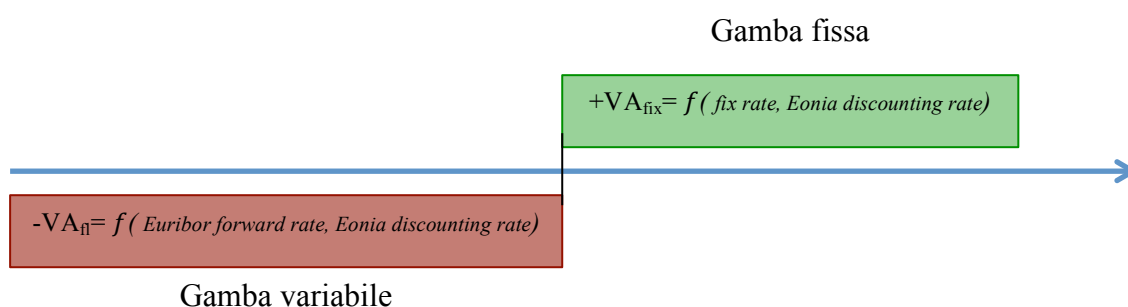 Gamba fissa
+VAfix= f( fix rate, Eonia discounting rate)
-VAfl= f( Euribor forward rate, Eonia discounting rate)
Gamba variabile